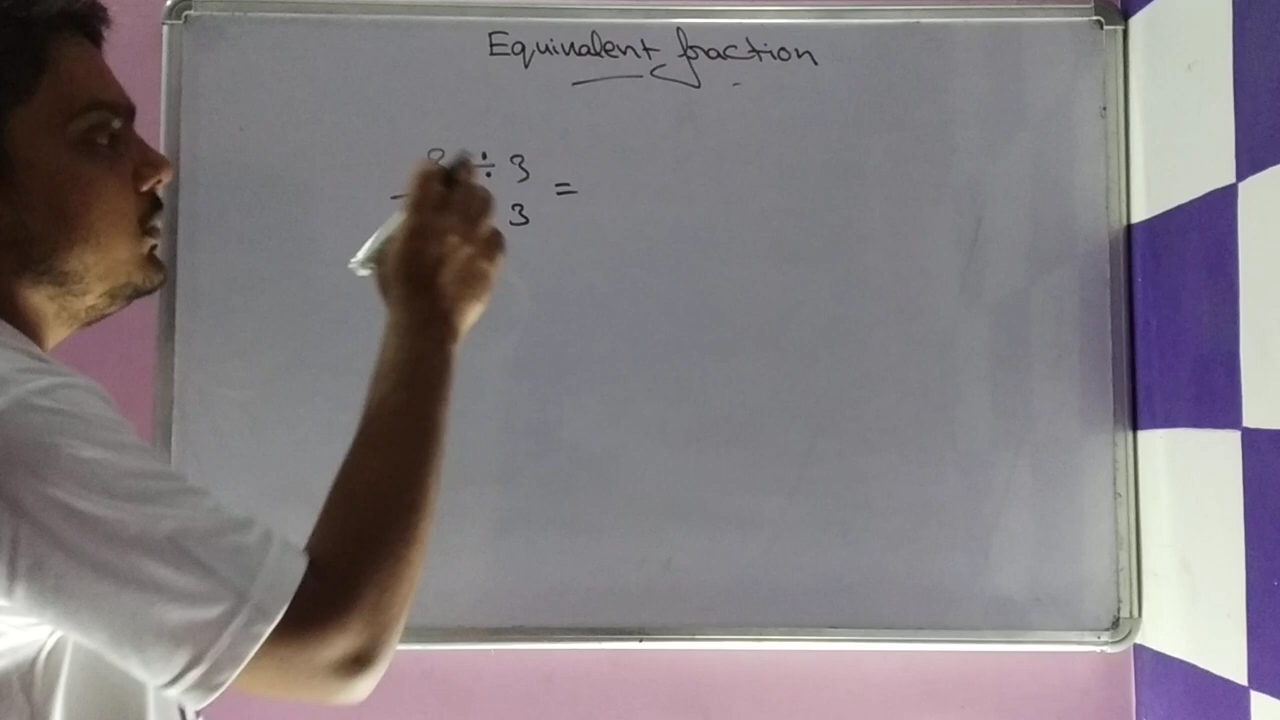 Equivalent fraction
÷ 3 =
3